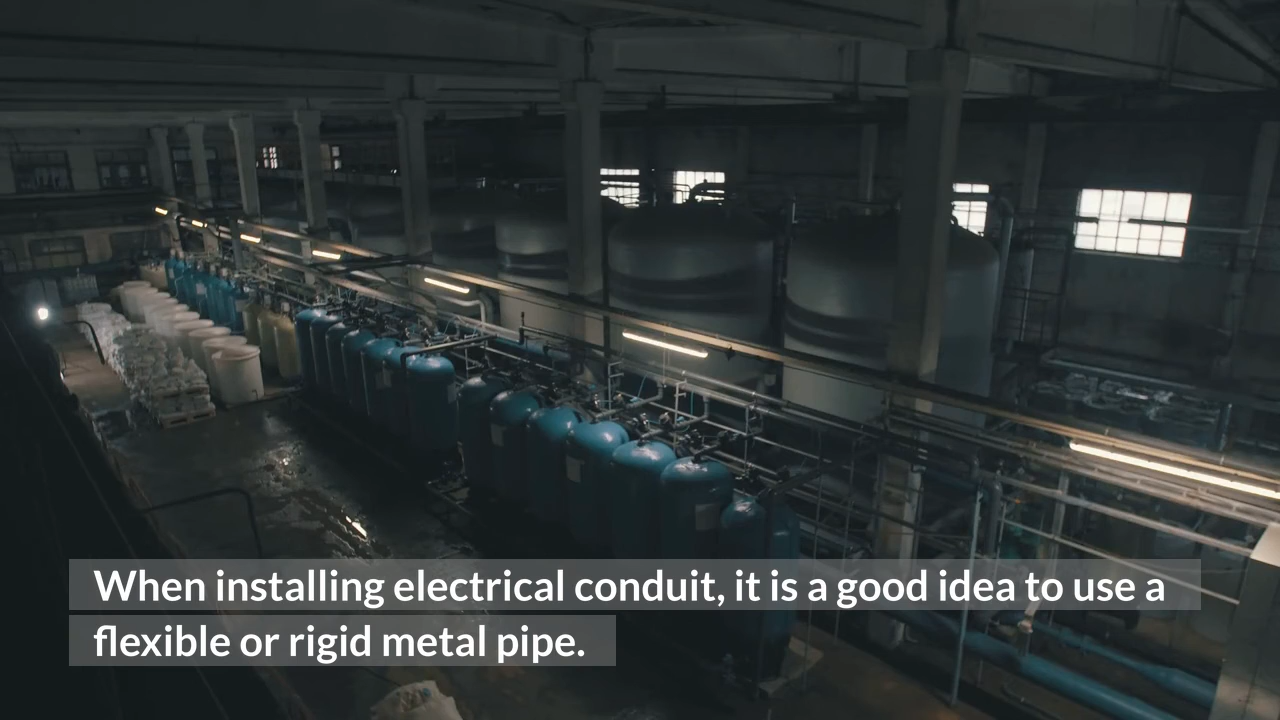 When installing electrical conduit, it is a good idea to use a
flexible or rigid metal pipe.